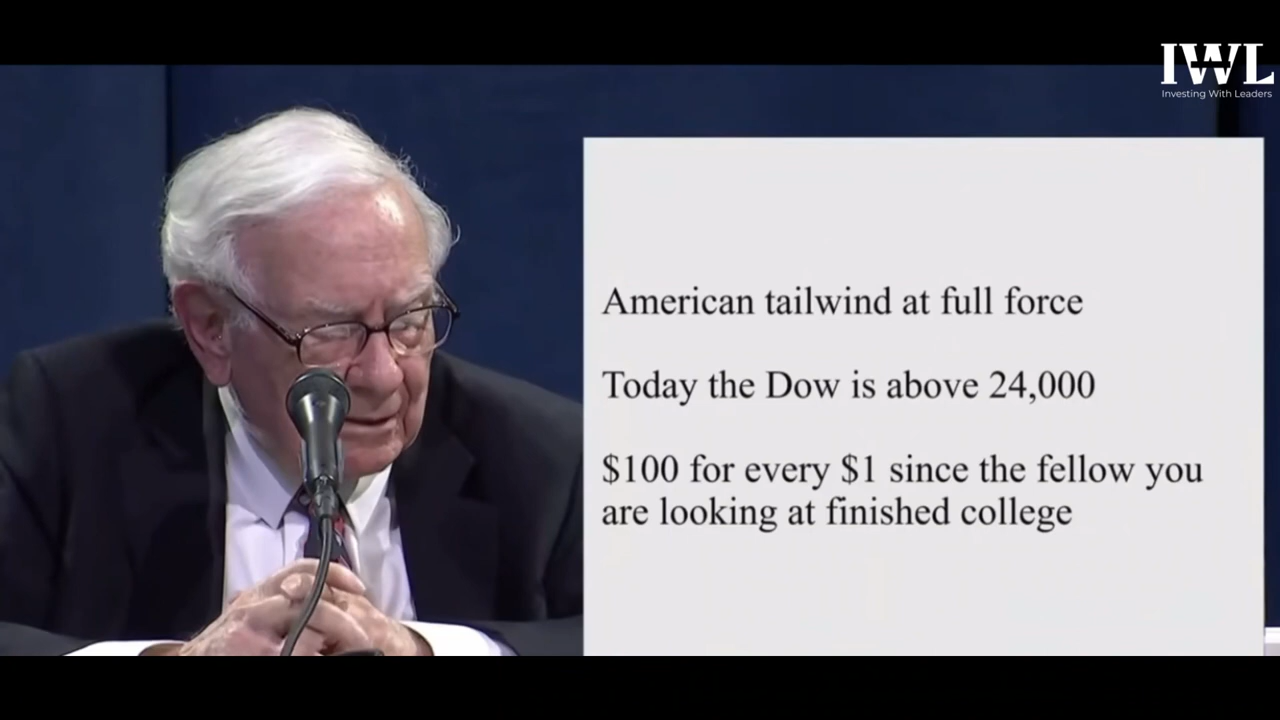 IWL
Investing With Leaders
American tailwind at full force
Today the Dow is above 24,000
$100 for every $1 since the fellow you
are looking at finished college